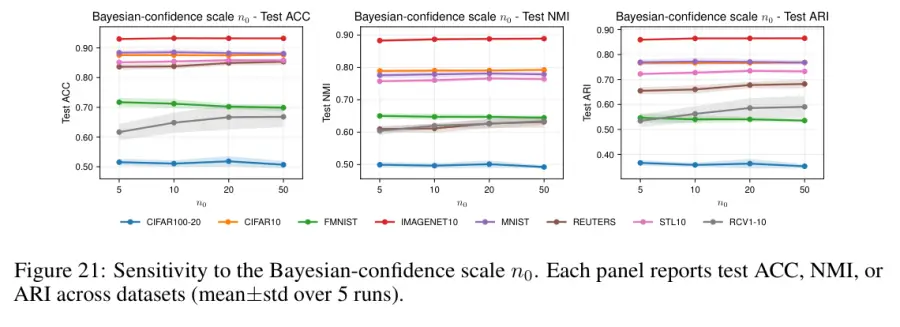 Bayesian-confidence scale n₀ - Test ACC
Bayesian-confidence scale n₀ - Test NMI
Bayesian-confidence scale n₀ - Test ARI
Test ACC
0.90
0.80
0.70
0.60
0.50
5 10 20 50
n₀
Test NMI
0.90
0.80
0.70
0.60
0.50
5 10 20 50
n₀
Test ARI
0.90
0.80
0.70
0.60
0.50
0.40
5 10 20 50
n₀
CIFAR100-20 CIFAR10 FMNIST IMAGENET10 MNIST REUTERS STL10 RCV1-10
Figure 21: Sensitivity to the Bayesian-confidence scale n₀. Each panel reports test ACC, NMI, or
ARI across datasets (mean±std over 5 runs).